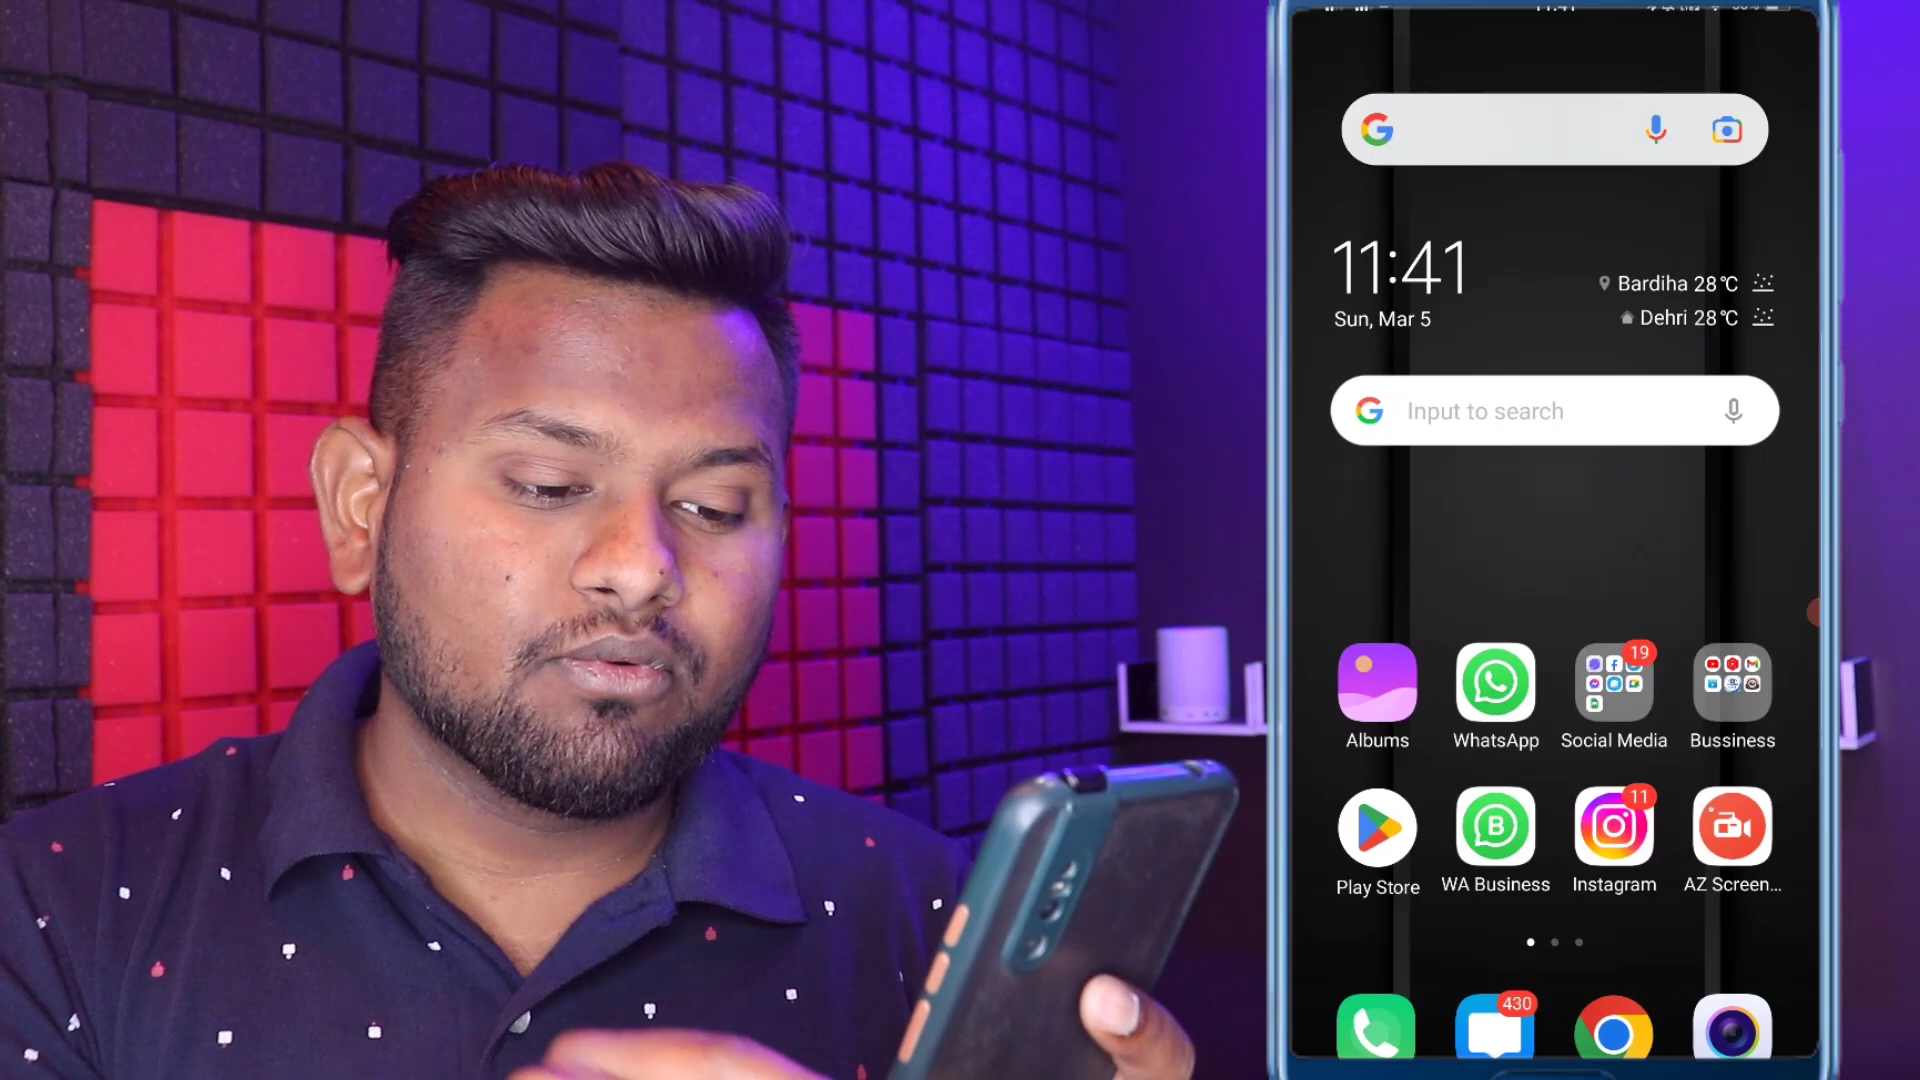 11:41
Sun, Mar 5
Bardiha 28℃
Dehri 28℃
Input to search
19
Albums
WhatsApp
Social Media
Bussiness
11
Play Store
WA Business
Instagram
AZ Screen...
430